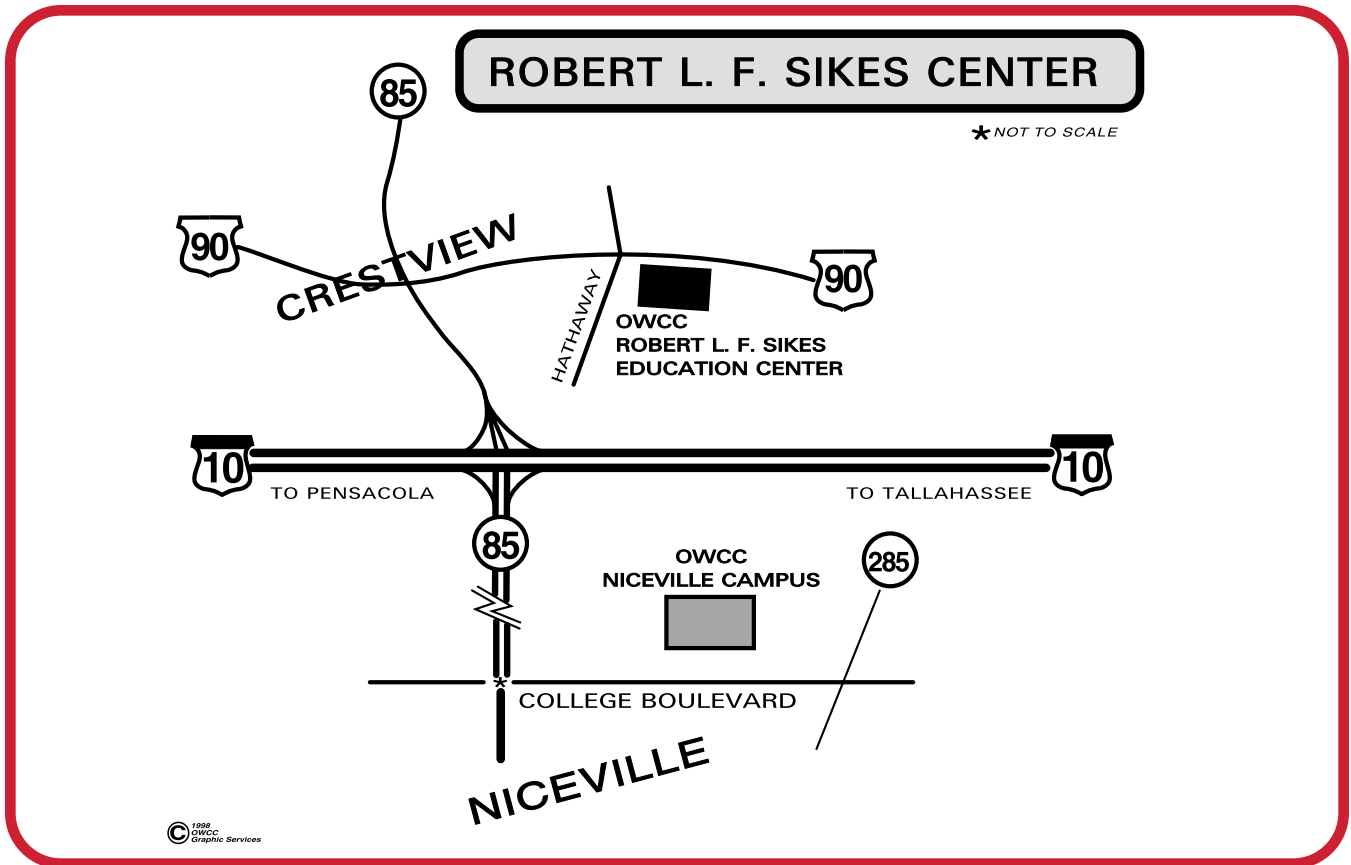 ROBERT L. F. SIKES CENTER
85
*NOT TO SCALE
90
CRESTVIEW
90
HATHAWAY
OWCC
ROBERT L. F. SIKES
EDUCATION CENTER
10
10
TO PENSACOLA
TO TALLAHASSEE
85
OWCC
NICEVILLE CAMPUS
285
*
COLLEGE BOULEVARD
NICEVILLE
© 1998
OWCC
Graphic Services